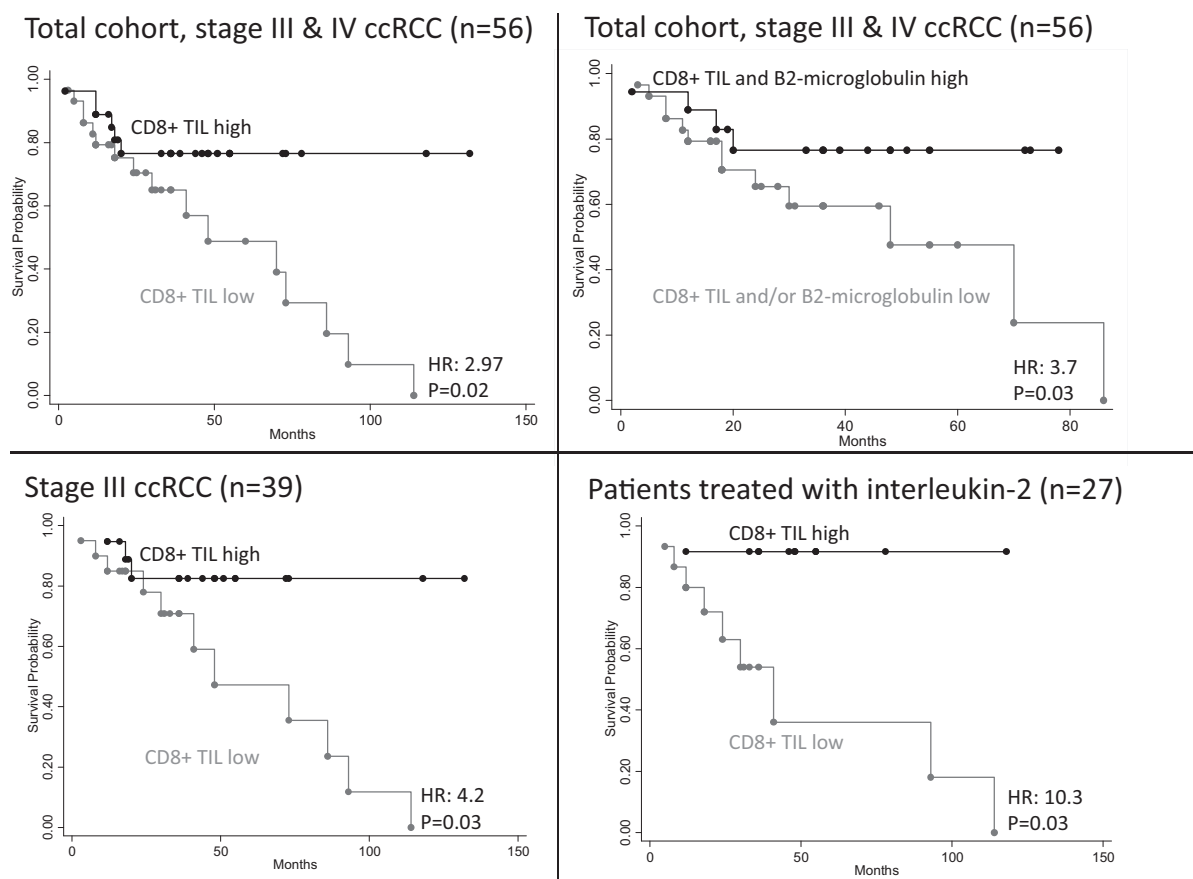 Total cohort, stage III & IV ccRCC (n=56)
Survival Probability
0.00 0.20 0.40 0.60 0.80 1.00
CD8+ TIL high
CD8+ TIL low
HR: 2.97
P=0.02
0 50 100 150
Months
Total cohort, stage III & IV ccRCC (n=56)
Survival Probability
0.00 0.20 0.40 0.60 0.80 1.00
CD8+ TIL and B2-microglobulin high
CD8+ TIL and/or B2-microglobulin low
HR: 3.7
P=0.03
0 20 40 60 80
Months
Stage III ccRCC (n=39)
Survival Probability
0.00 0.20 0.40 0.60 0.80 1.00
CD8+ TIL high
CD8+ TIL low
HR: 4.2
P=0.03
0 50 100 150
Months
Patients treated with interleukin-2 (n=27)
Survival Probability
0.00 0.20 0.40 0.60 0.80 1.00
CD8+ TIL high
CD8+ TIL low
HR: 10.3
P=0.03
0 50 100 150
Months